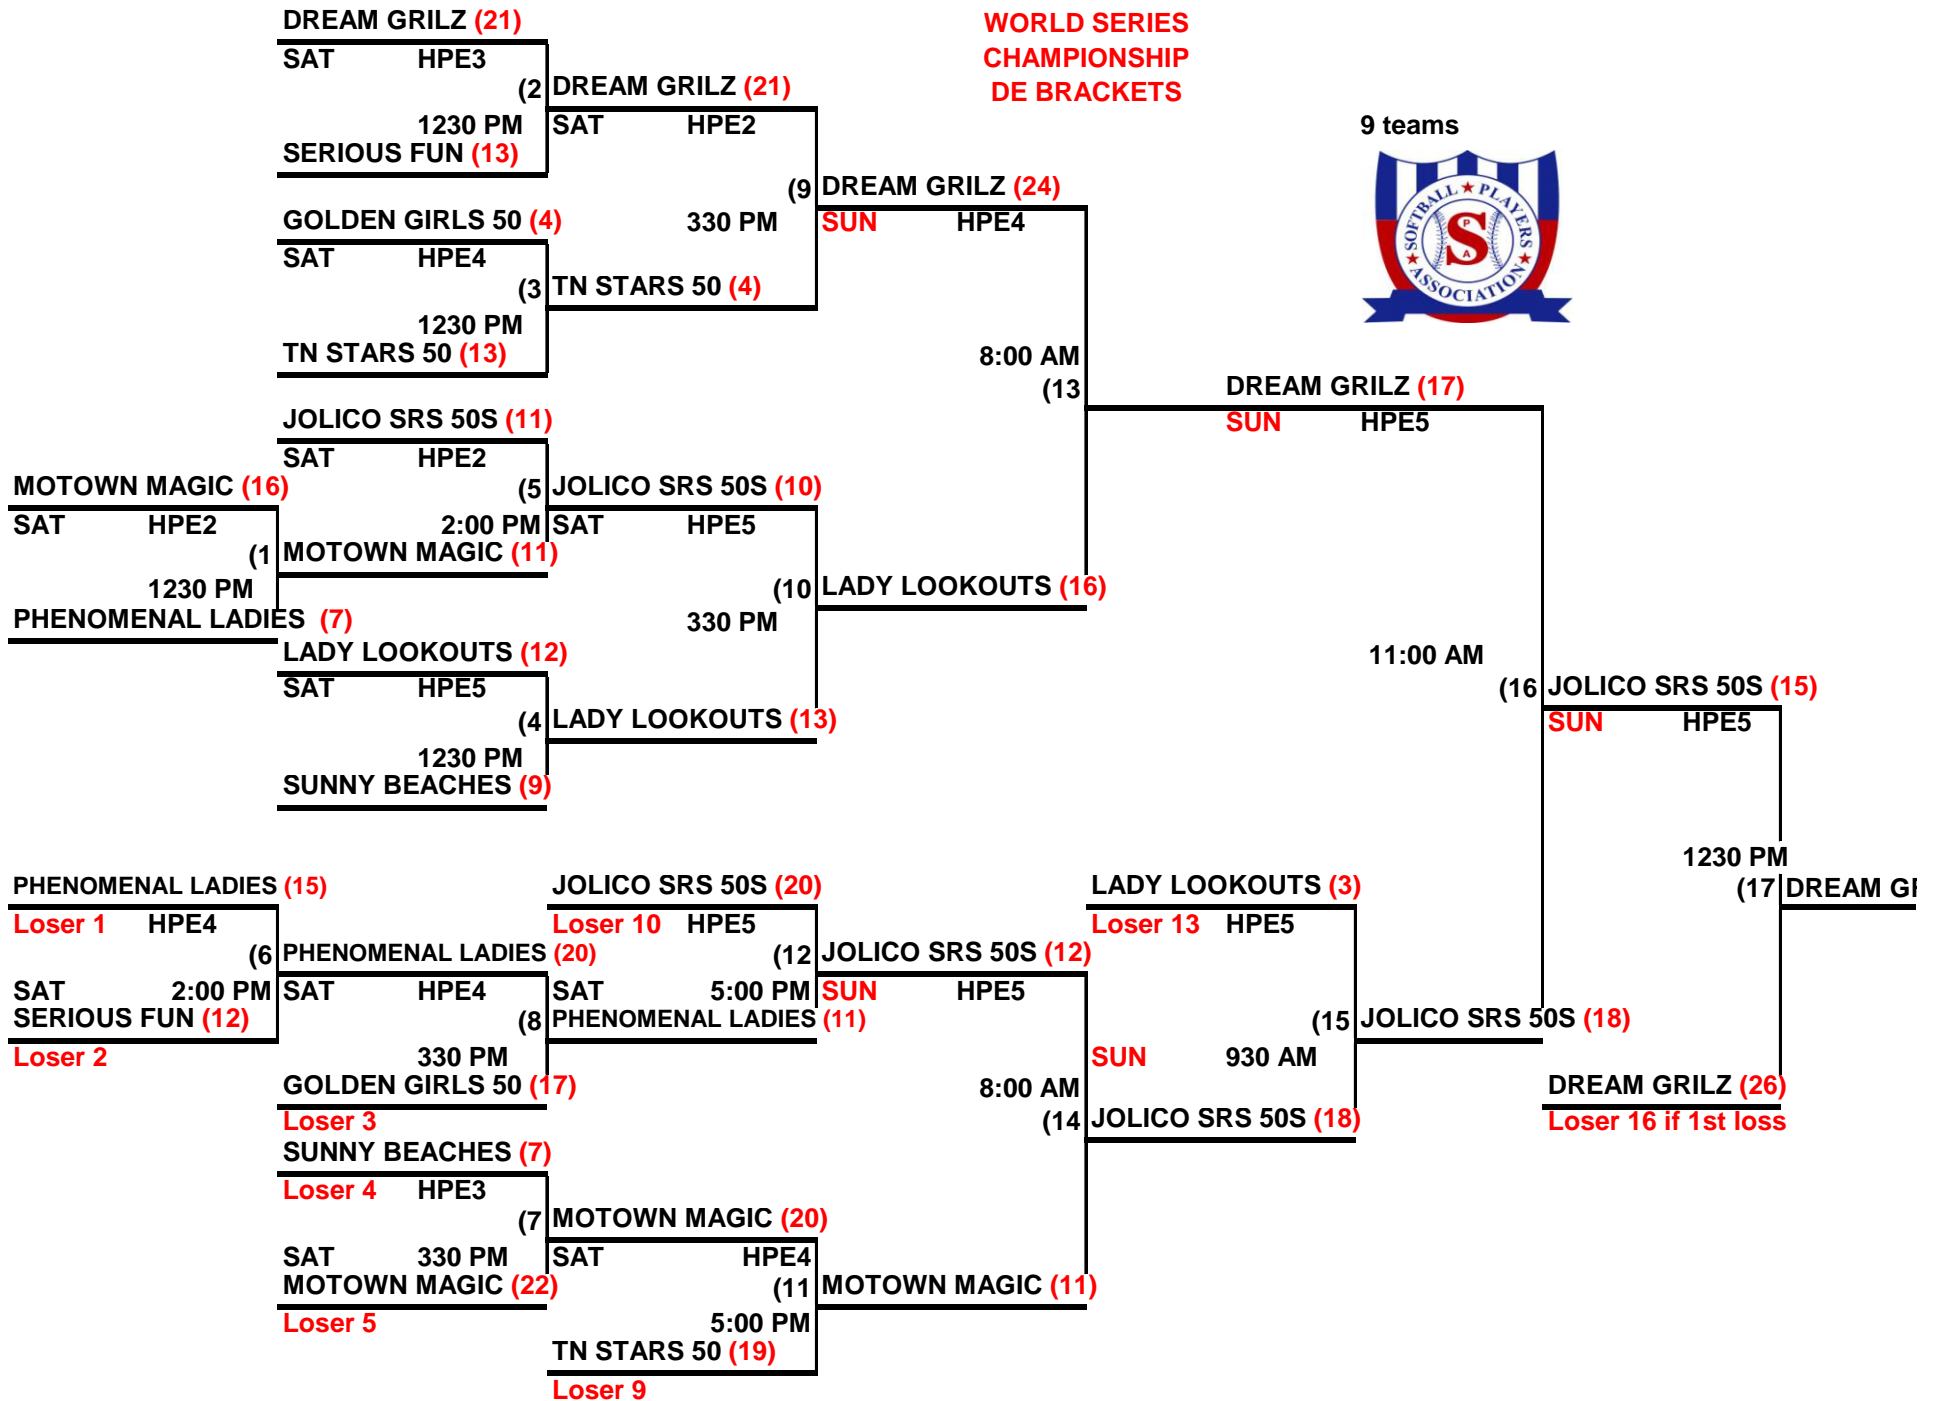 DREAM GRILZ (21)
WORLD SERIES
CHAMPIONSHIP
DE BRACKETS
SAT HPE3
(2 DREAM GRILZ (21)
1230 PM SAT HPE2
SERIOUS FUN (13)
9 teams
SOFTBALL PLAYERS
ASSOCIATION
S
P
A
(9 DREAM GRILZ (24)
GOLDEN GIRLS 50 (4)
330 PM SUN HPE4
SAT HPE4
(3 TN STARS 50 (4)
1230 PM
TN STARS 50 (13)
8:00 AM
(13 DREAM GRILZ (17)
SUN HPE5
JOLICO SRS 50S (11)
SAT HPE2
MOTOWN MAGIC (16)
(5 JOLICO SRS 50S (10)
SAT HPE2
2:00 PM SAT HPE5
(1 MOTOWN MAGIC (11)
1230 PM
(10 LADY LOOKOUTS (16)
PHENOMENAL LADIES (7)
330 PM
LADY LOOKOUTS (12)
11:00 AM
SAT HPE5
(16 JOLICO SRS 50S (15)
(4 LADY LOOKOUTS (13)
SUN HPE5
1230 PM
SUNNY BEACHES (9)
1230 PM
PHENOMENAL LADIES (15)
JOLICO SRS 50S (20)
LADY LOOKOUTS (3)
(17 DREAM G
Loser 1 HPE4
Loser 10 HPE5
Loser 13 HPE5
(6 PHENOMENAL LADIES (20)
(12 JOLICO SRS 50S (12)
SAT 2:00 PM SAT HPE4
SAT 5:00 PM SUN HPE5
SERIOUS FUN (12)
(8 PHENOMENAL LADIES (11)
(15 JOLICO SRS 50S (18)
Loser 2
330 PM
SUN 930 AM
GOLDEN GIRLS 50 (17)
8:00 AM
DREAM GRILZ (26)
Loser 3
(14 JOLICO SRS 50S (18)
Loser 16 if 1st loss
SUNNY BEACHES (7)
Loser 4 HPE3
(7 MOTOWN MAGIC (20)
SAT 330 PM SAT HPE4
MOTOWN MAGIC (22)
(11 MOTOWN MAGIC (11)
Loser 5
5:00 PM
TN STARS 50 (19)
Loser 9